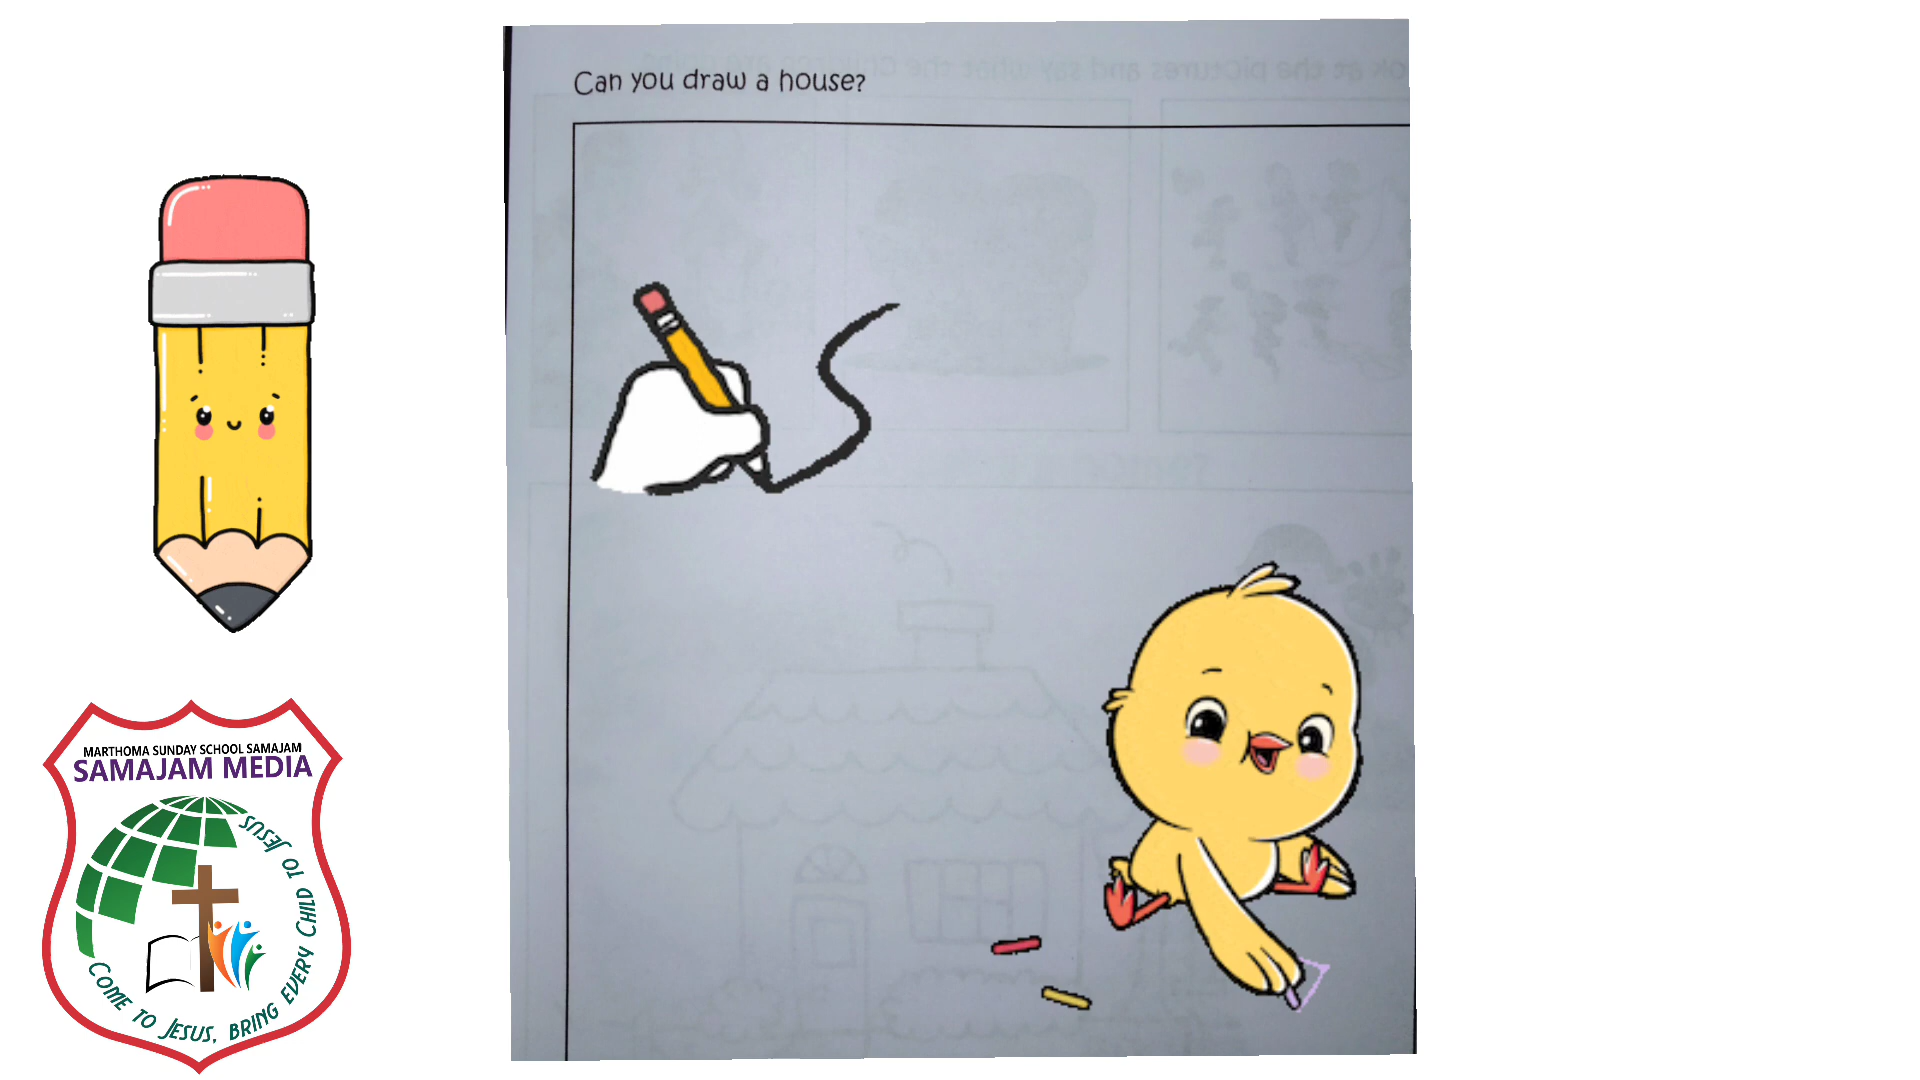 Can you draw a house?
MARTHOMA SUNDAY SCHOOL SAMAJAM
SAMAJAM MEDIA
COME TO JESUS, BRING EVERY CHILD TO JESUS